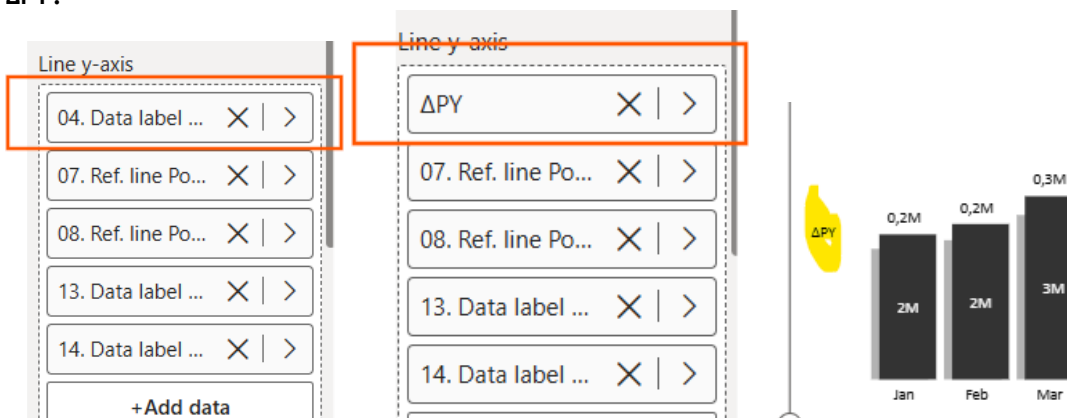 Line y-axis
04. Data label ...
07. Ref. line Po...
08. Ref. line Po...
13. Data label ...
14. Data label ...
+Add data
Line y-axis
ΔPY
07. Ref. line Po...
08. Ref. line Po...
13. Data label ...
14. Data label ...
ΔPY
0,2M
0,2M
0,3M
2M
2M
3M
Jan
Feb
Mar